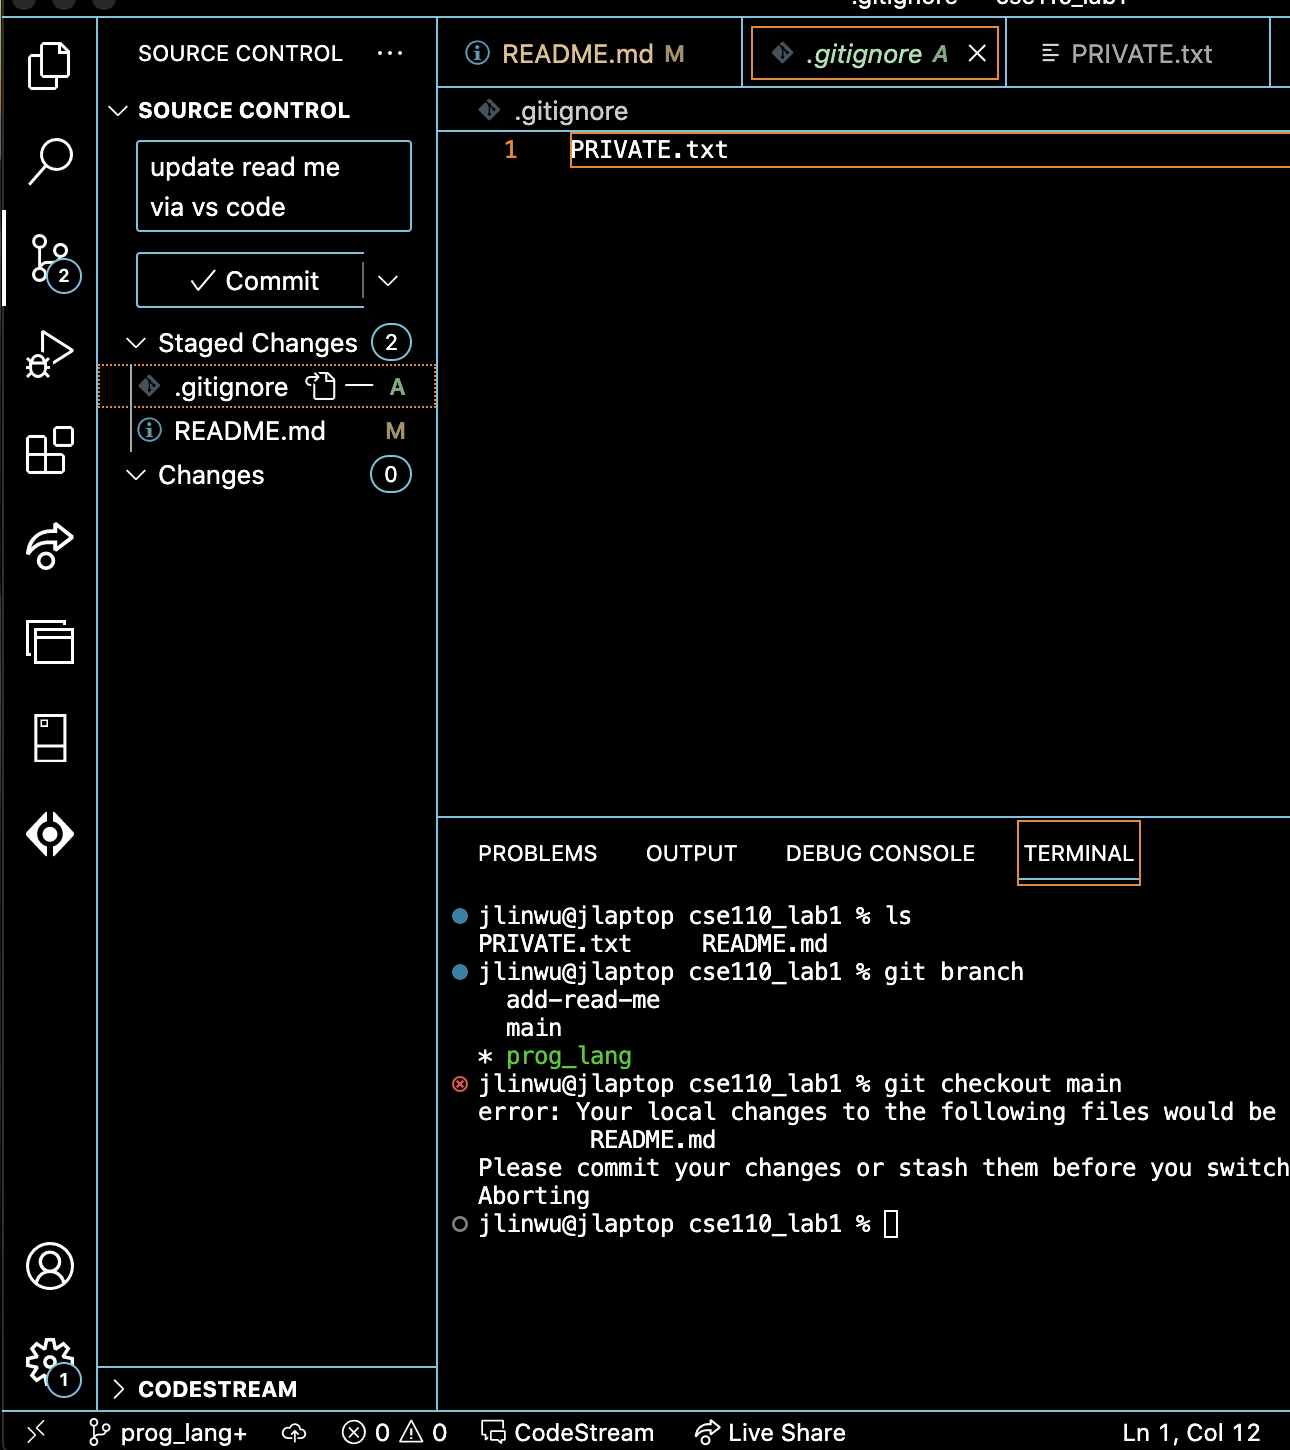 .gitignore — cse110_lab1
SOURCE CONTROL ...
README.md M
.gitignore A
PRIVATE.txt
SOURCE CONTROL
.gitignore
update read me
via vs code
1 PRIVATE.txt
2
Commit
Staged Changes 2
.gitignore A
README.md M
Changes 0
PROBLEMS OUTPUT DEBUG CONSOLE TERMINAL
jlinwu@jlaptop cse110_lab1 % ls
PRIVATE.txt README.md
jlinwu@jlaptop cse110_lab1 % git branch
add-read-me
main
* prog_lang
jlinwu@jlaptop cse110_lab1 % git checkout main
error: Your local changes to the following files would be
README.md
Please commit your changes or stash them before you switch
Aborting
jlinwu@jlaptop cse110_lab1 %
1
CODESTREAM
prog_lang+ 0 0 CodeStream Live Share Ln 1, Col 12